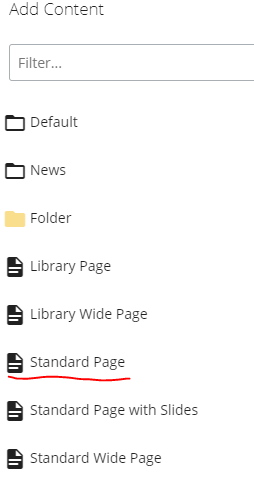 Add Content
Filter...
Default
News
Folder
Library Page
Library Wide Page
Standard Page
Standard Page with Slides
Standard Wide Page